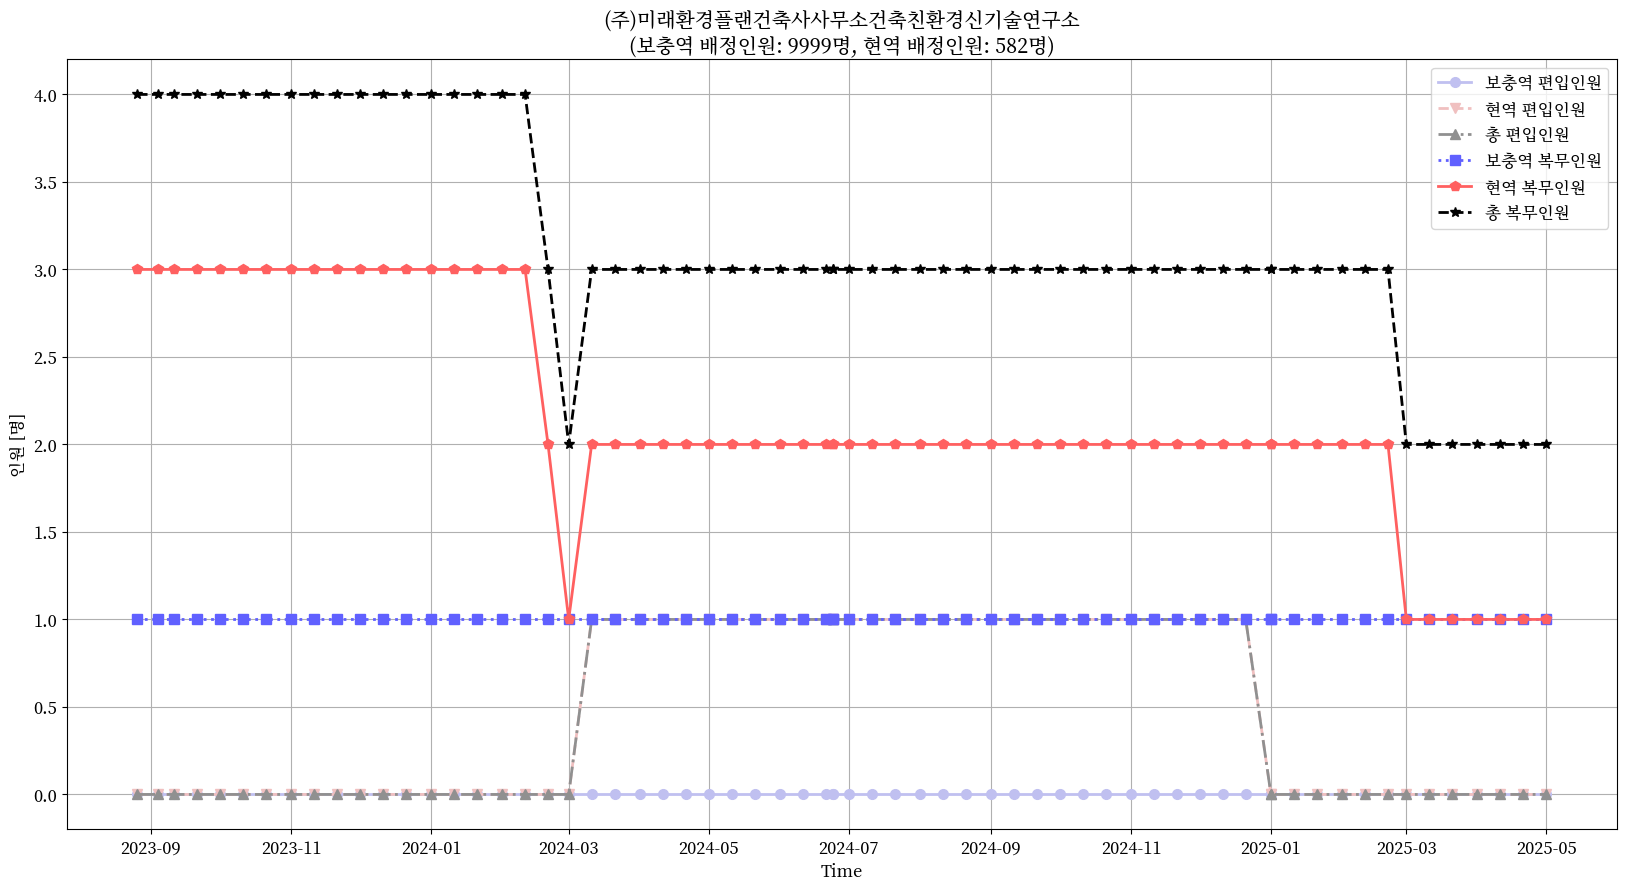 (주)미래환경플랜건축사사무소건축친환경신기술연구소
(보충역 배정인원: 9999명, 현역 배정인원: 582명)
보충역 편입인원
현역 편입인원
총 편입인원
보충역 복무인원
현역 복무인원
총 복무인원
4.0
3.5
3.0
2.5
2.0
1.5
1.0
0.5
0.0
인원 [명]
2023-09
2023-11
2024-01
2024-03
2024-05
2024-07
2024-09
2024-11
2025-01
2025-03
2025-05
Time